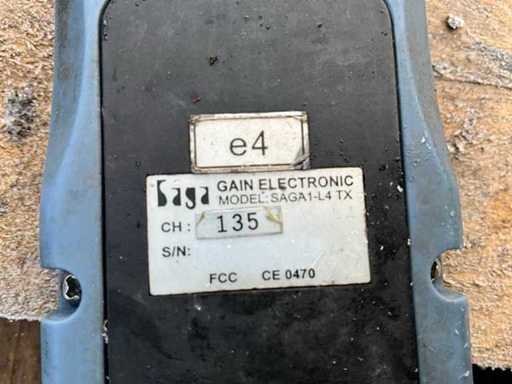 e4
Saga GAIN ELECTRONIC
MODEL: SAGA1-L4 TX
CH: 135
S/N:
FCC CE 0470